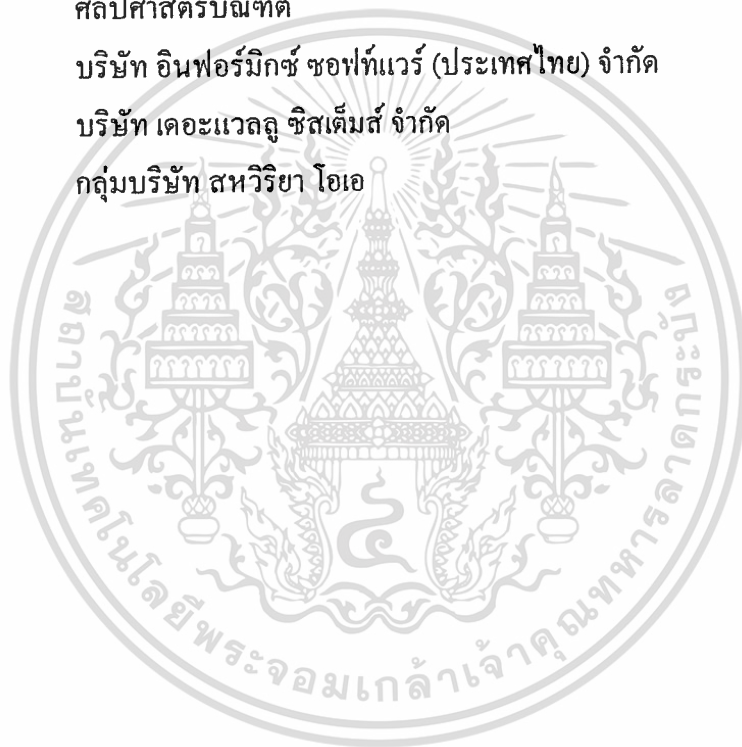 ศิลปศาสตรบัณฑิต
บริษัท อินฟอร์มิกซ์ ซอฟท์แวร์ (ประเทศไทย) จำกัด
บริษัท เดอะแวลลู ซิสเต็มส์ จำกัด
กลุ่มบริษัท สหวิริยา โอเอ
สถาบันเทคโนโลยีพระจอมเกล้าเจ้าคุณทหารลาดกระบัง